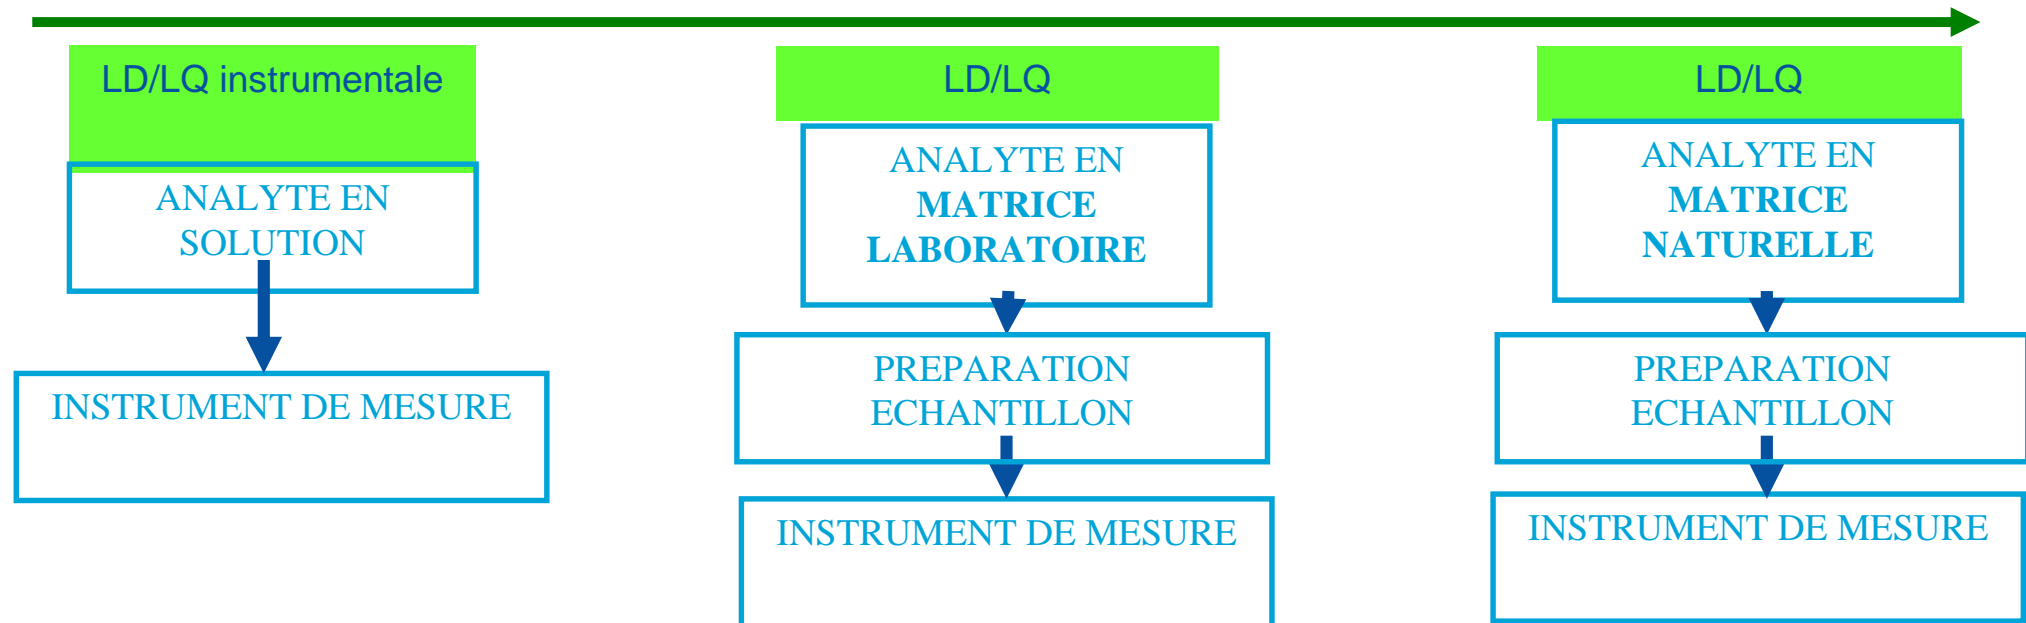 LD/LQ instrumentale
ANALYTE EN
SOLUTION
INSTRUMENT DE MESURE
LD/LQ
ANALYTE EN
MATRICE
LABORATOIRE
PREPARATION
ECHANTILLON
INSTRUMENT DE MESURE
LD/LQ
ANALYTE EN
MATRICE
NATURELLE
PREPARATION
ECHANTILLON
INSTRUMENT DE MESURE